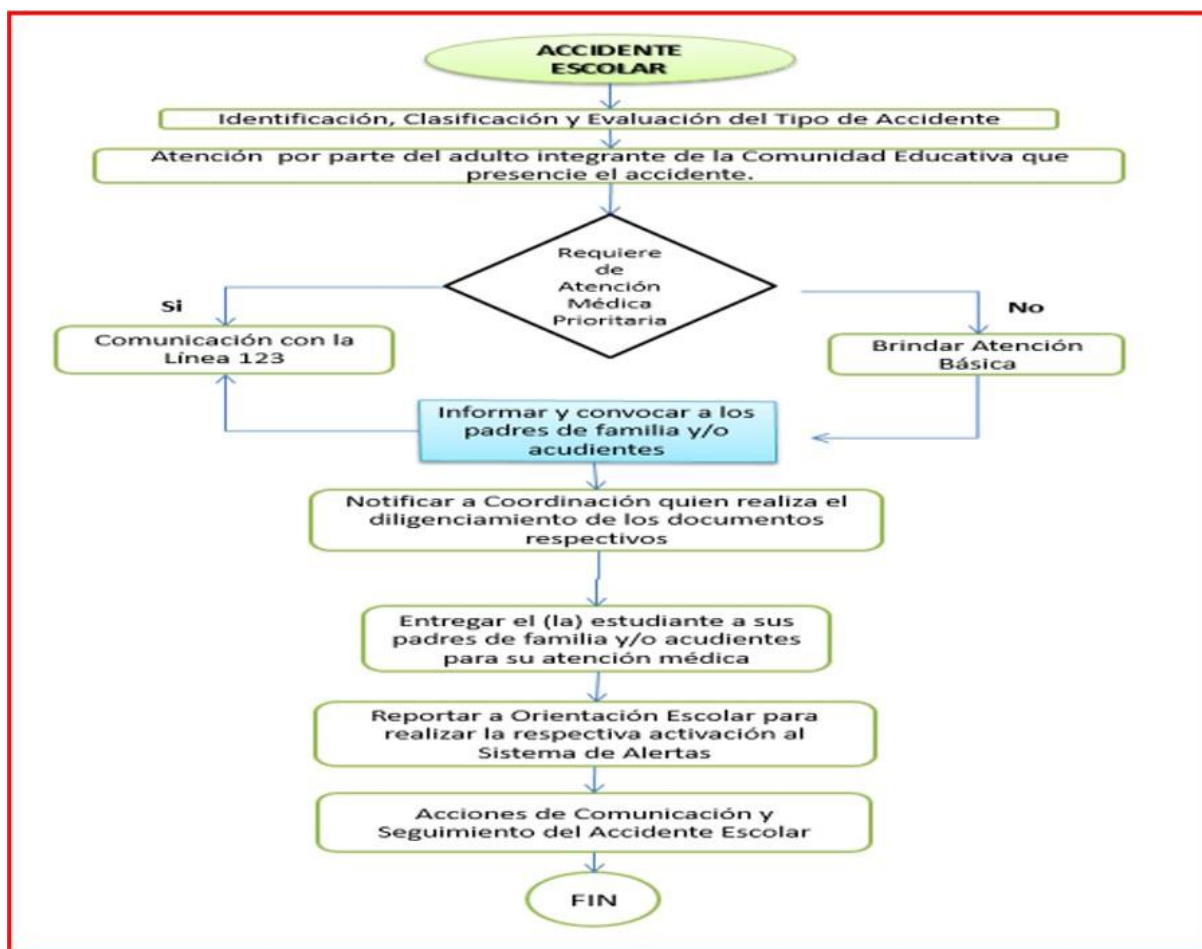 ACCIDENTE
ESCOLAR
Identificación, Clasificación y Evaluación del Tipo de Accidente
Atención por parte del adulto integrante de la Comunidad Educativa que
presencie el accidente.
Requiere
de
Atención
Médica
Prioritaria
Si
No
Comunicación con la
Línea 123
Brindar Atención
Básica
Informar y convocar a los
padres de familia y/o
acudientes
Notificar a Coordinación quien realiza el
diligenciamiento de los documentos
respectivos
Entregar el (la) estudiante a sus
padres de familia y/o acudientes
para su atención médica
Reportar a Orientación Escolar para
realizar la respectiva activación al
Sistema de Alertas
Acciones de Comunicación y
Seguimiento del Accidente Escolar
FIN